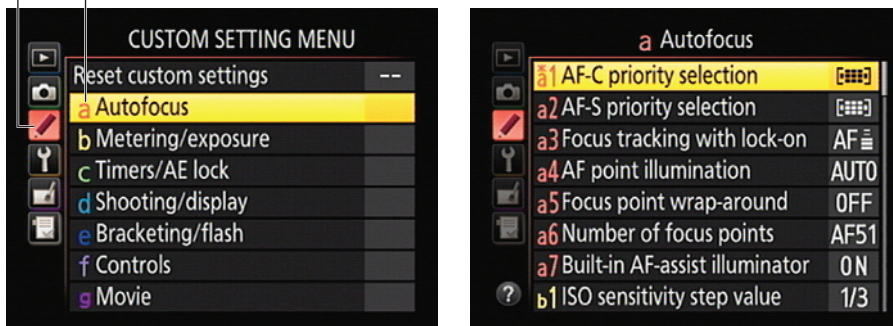 CUSTOM SETTING MENU
Reset custom settings --
a Autofocus
b Metering/exposure
c Timers/AE lock
d Shooting/display
e Bracketing/flash
f Controls
g Movie
a Autofocus
a1 AF-C priority selection
a2 AF-S priority selection
a3 Focus tracking with lock-on AF
a4 AF point illumination AUTO
a5 Focus point wrap-around OFF
a6 Number of focus points AF51
a7 Built-in AF-assist illuminator ON
? b1 ISO sensitivity step value 1/3